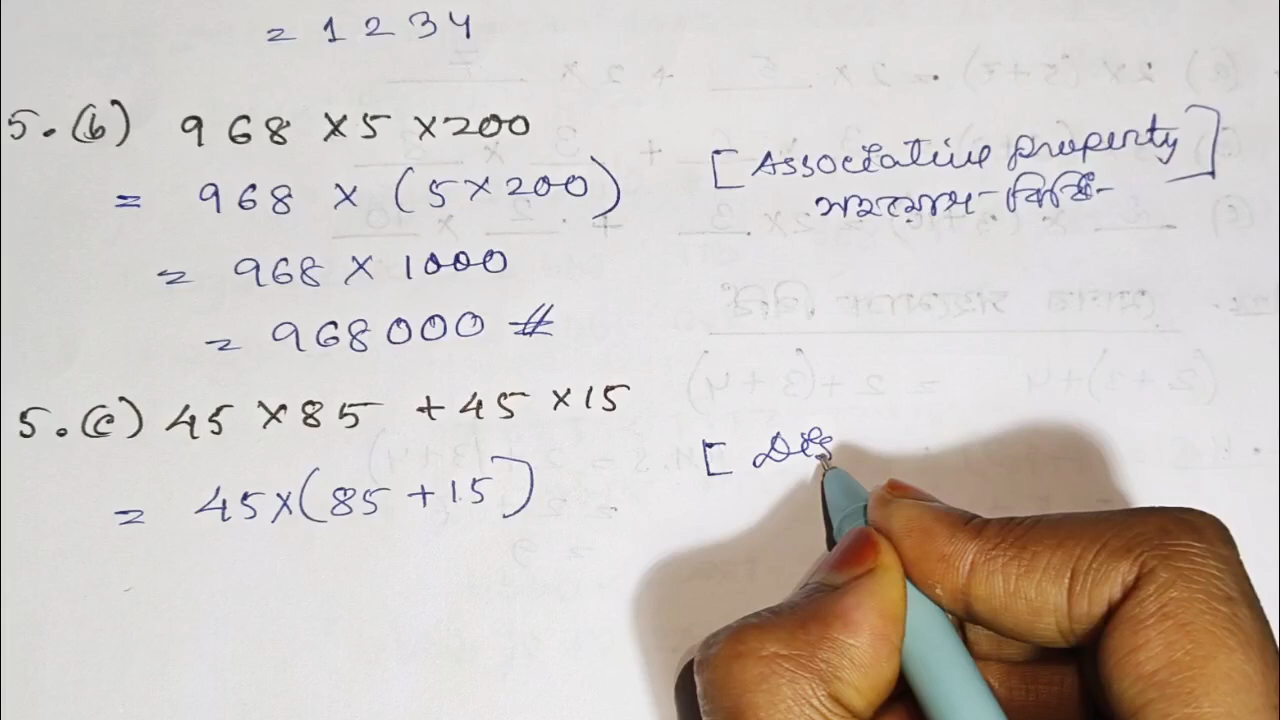 = 1234
5.(b) 968 × 5 × 200
= 968 × (5 × 200) [Associative property]
= 968 × 1000
= 968000 #
5.(c) 45 × 85 + 45 × 15
= 45 × (85 + 15) [Dis